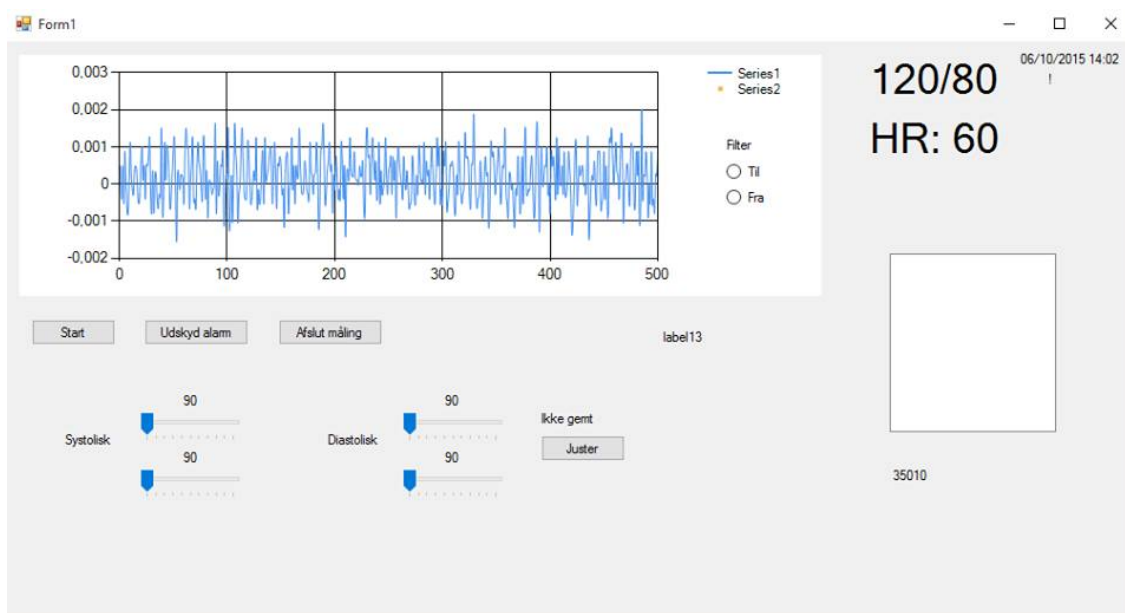 Form1
0,003
0,002
0,001
0
-0,001
-0,002
0 100 200 300 400 500
Series1
Series2
Filter
Til
Fra
120/80
HR: 60
06/10/2015 14:02
!
Start
Udskyd alarm
Afslut måling
label13
Systolisk
90
90
Diastolisk
90
90
Ikke gemt
Juster
35010